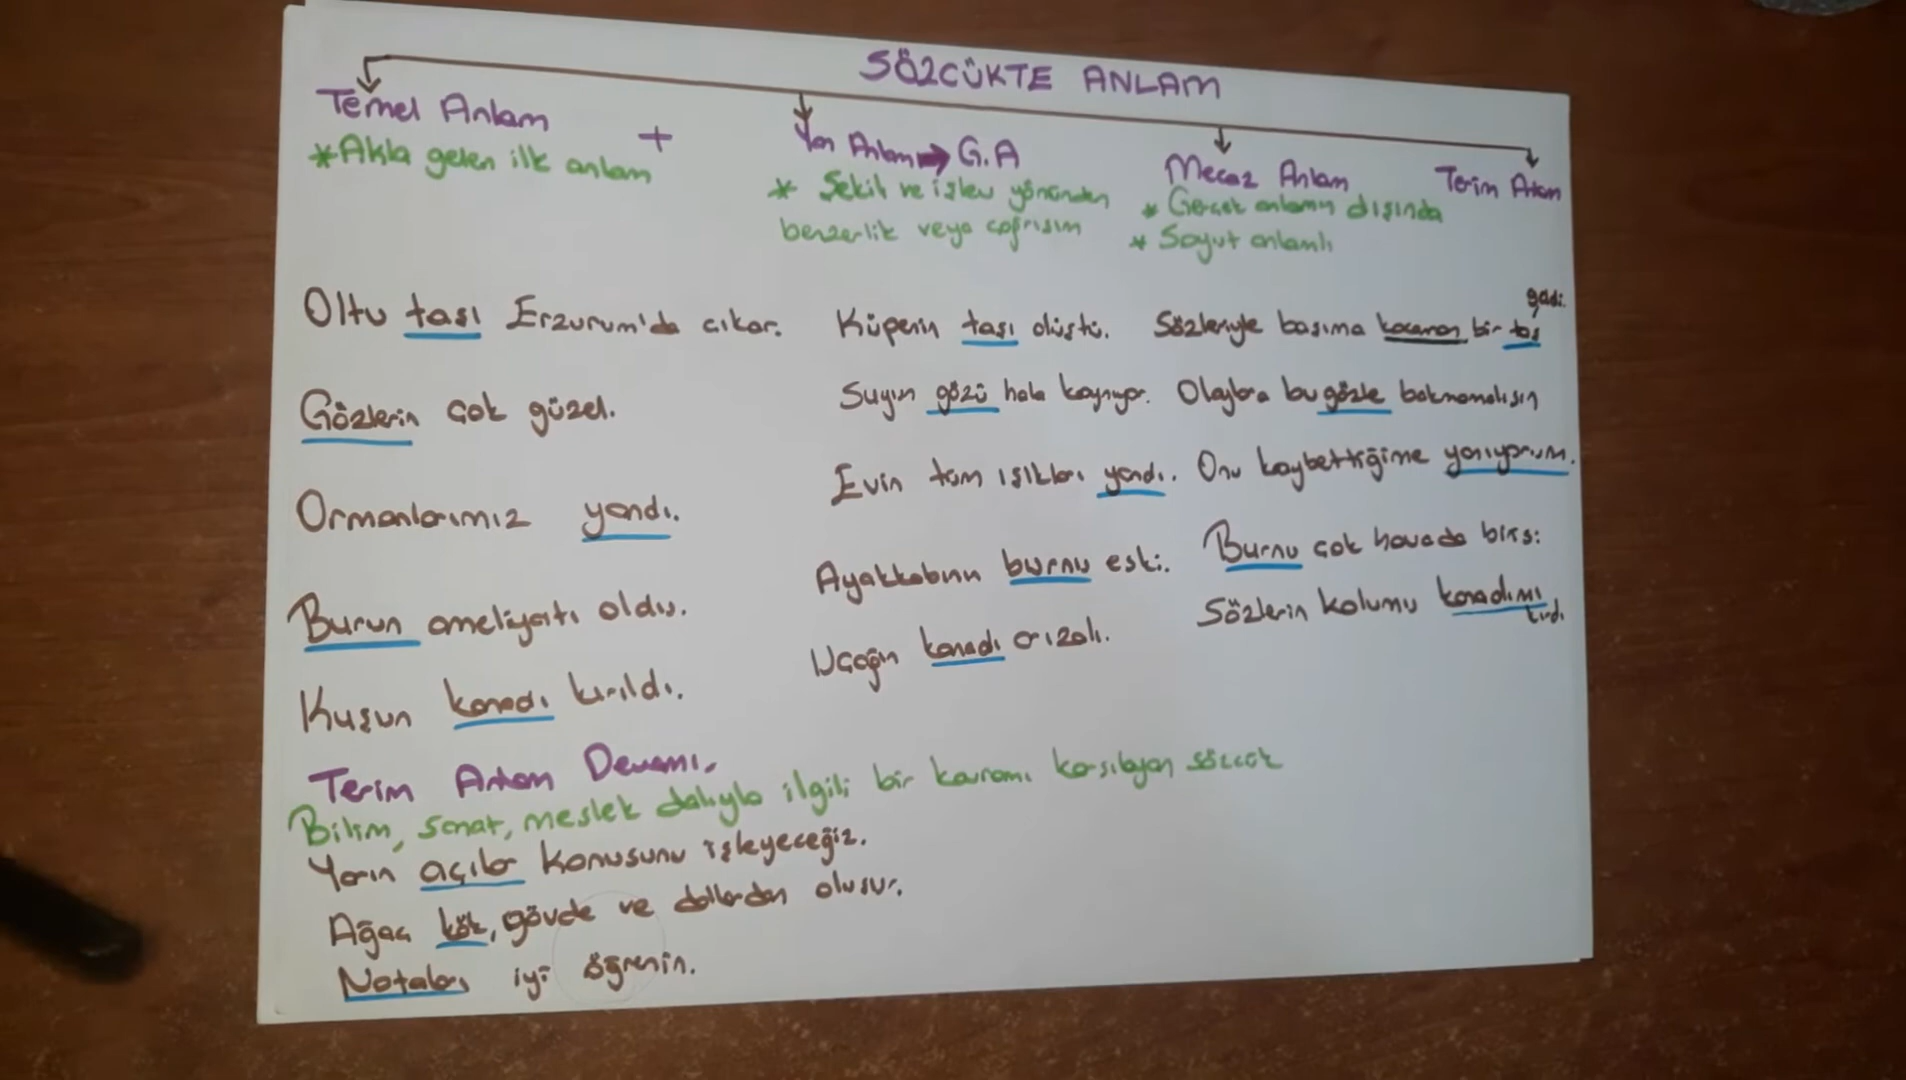 SÖZCÜKTE ANLAM
Temel Anlam
*Akla gelen ilk anlam
+
Yan Anlam → G.A
* Şekil ve işlev yönünden
benzerlik veya çağrışım
Mecaz Anlam
* Gerçek anlamın dışında
* Soyut anlamlı
Terim Anlam
Oltu taşı Erzurum'da çıkar.
Gözlerin çok güzel.
Ormanlarımız yandı.
Burun ameliyatı oldu.
Kuşun kanadı kırıldı.
Küpenin taşı düştü.
Suyun gözü hala kaynıyor.
Evin tüm ışıkları yandı.
Ayakkabının burnu eski.
Uçağın kanadı arızalı.
Sözleriyle başıma kocaman bir taş
Olaylara bu gözle bakmamalısın
Onu kaybettiğime yanıyorum.
Burnu çok havada birisi
Sözlerin kolumu kanadımı
kırdı.
Terim Anlam Devamı.
Bilim, sanat, meslek dalıyla ilgili bir kavramı karşılayan sözcük
Yarın açılar konusunu işleyeceğiz.
Ağaç kök, gövde ve dallardan oluşur.
Notaları iyi öğrenin.